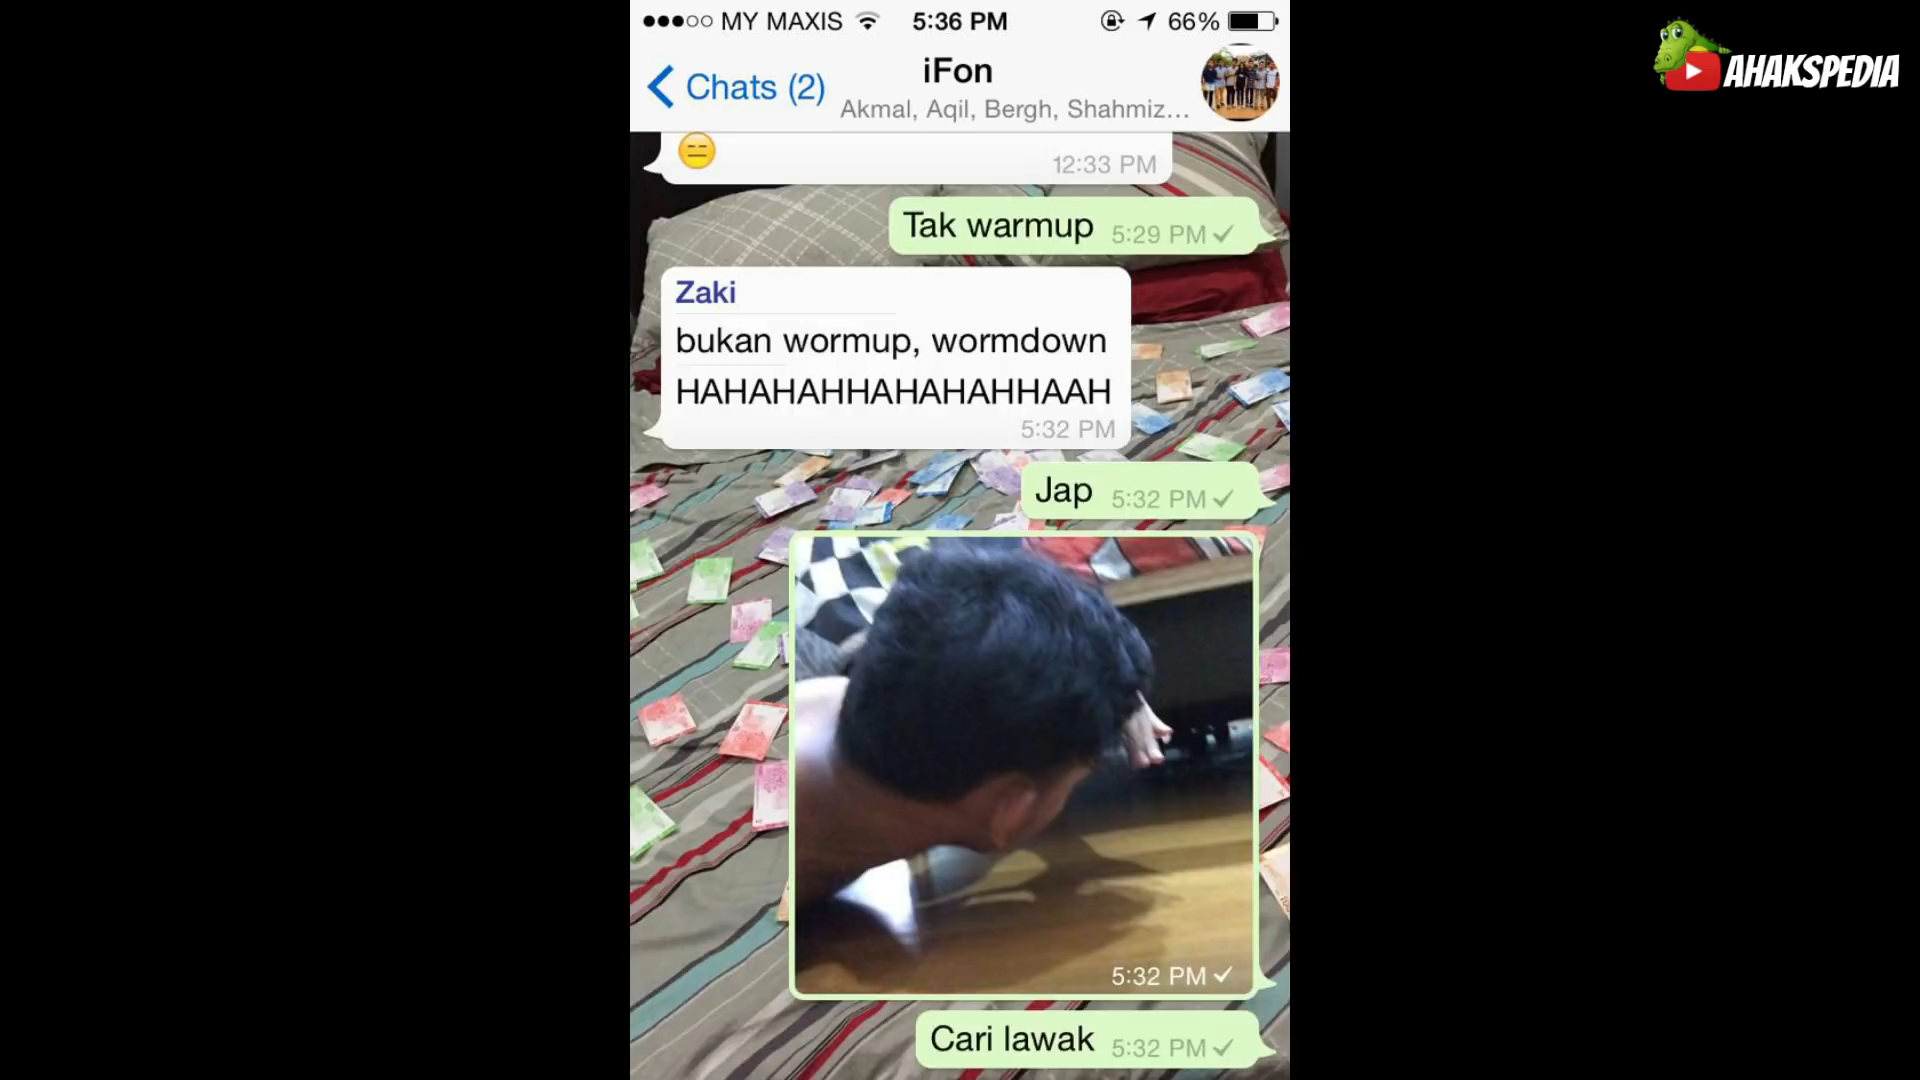 MY MAXIS 5:36 PM 66%
Chats (2)
iFon
Akmal, Aqil, Bergh, Shahmiz...
AHAKSPEDIA
12:33 PM
Tak warmup 5:29 PM
Zaki
bukan wormup, wormdown
HAHAHAHHAHAHAHHAAH
5:32 PM
Jap 5:32 PM
5:32 PM
Cari lawak 5:32 PM